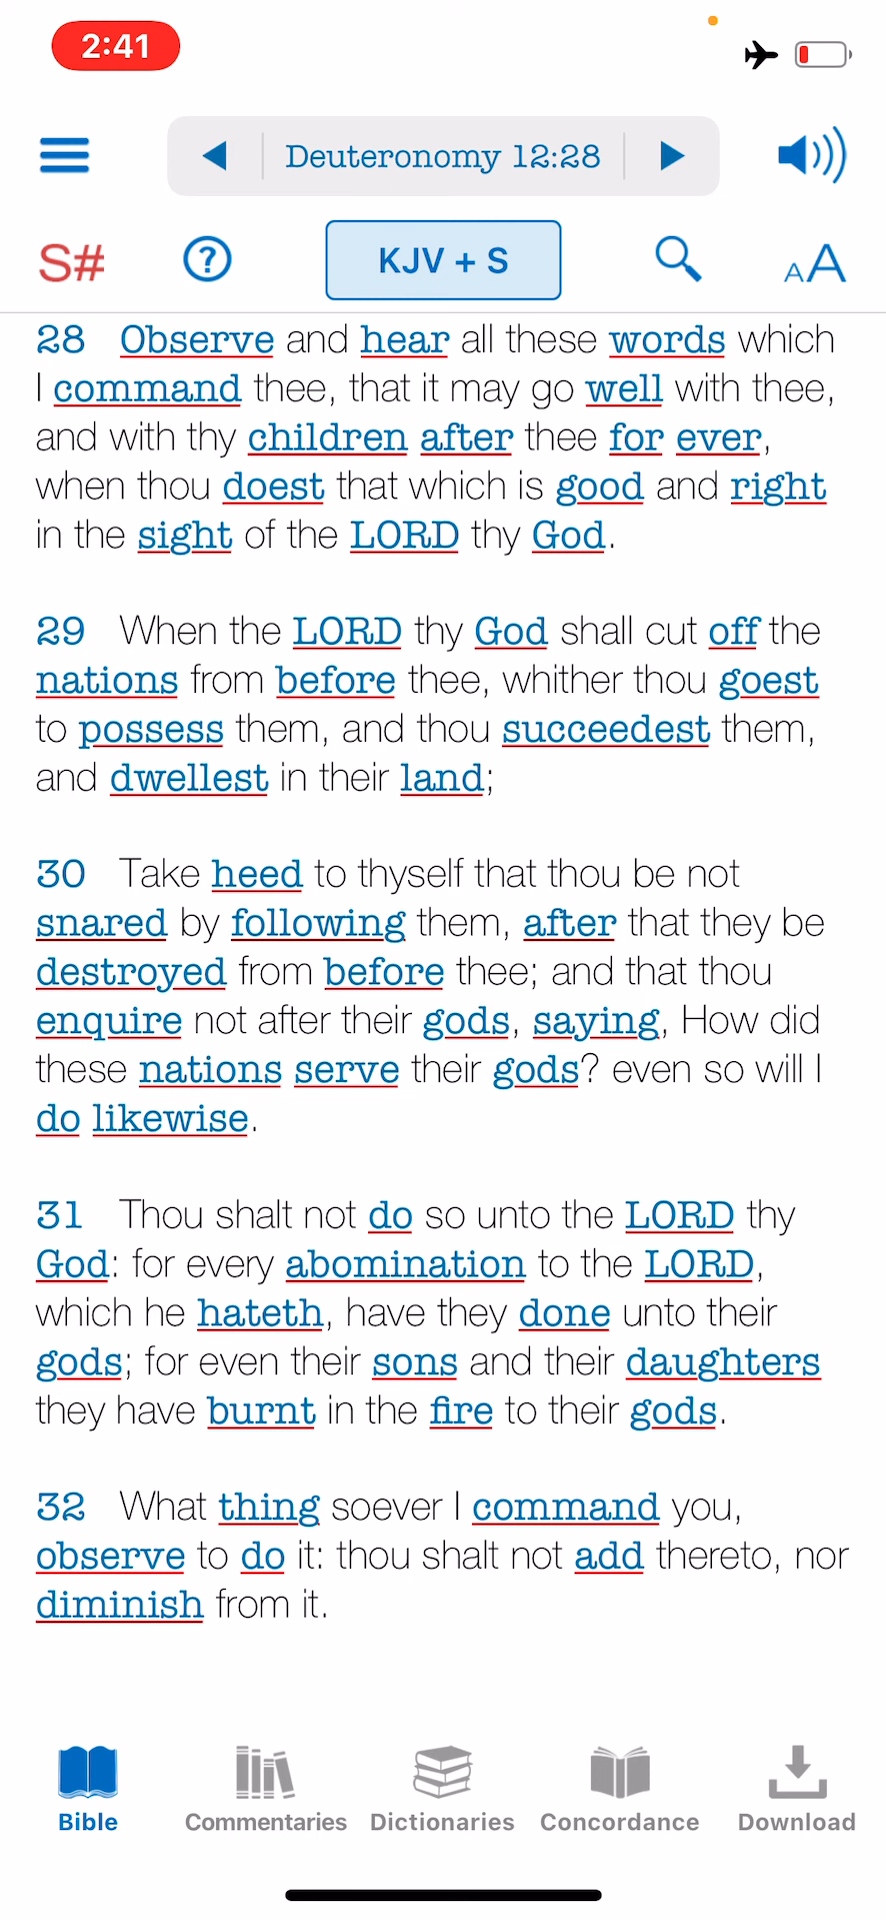 2:41
Deuteronomy 12:28
S# ? KJV + S AA
28 Observe and hear all these words which
I command thee, that it may go well with thee,
and with thy children after thee for ever,
when thou doest that which is good and right
in the sight of the LORD thy God.
29 When the LORD thy God shall cut off the
nations from before thee, whither thou goest
to possess them, and thou succeedest them,
and dwellest in their land;
30 Take heed to thyself that thou be not
snared by following them, after that they be
destroyed from before thee; and that thou
enquire not after their gods, saying, How did
these nations serve their gods? even so will I
do likewise.
31 Thou shalt not do so unto the LORD thy
God: for every abomination to the LORD,
which he hateth, have they done unto their
gods; for even their sons and their daughters
they have burnt in the fire to their gods.
32 What thing soever I command you,
observe to do it: thou shalt not add thereto, nor
diminish from it.
Bible Commentaries Dictionaries Concordance Download